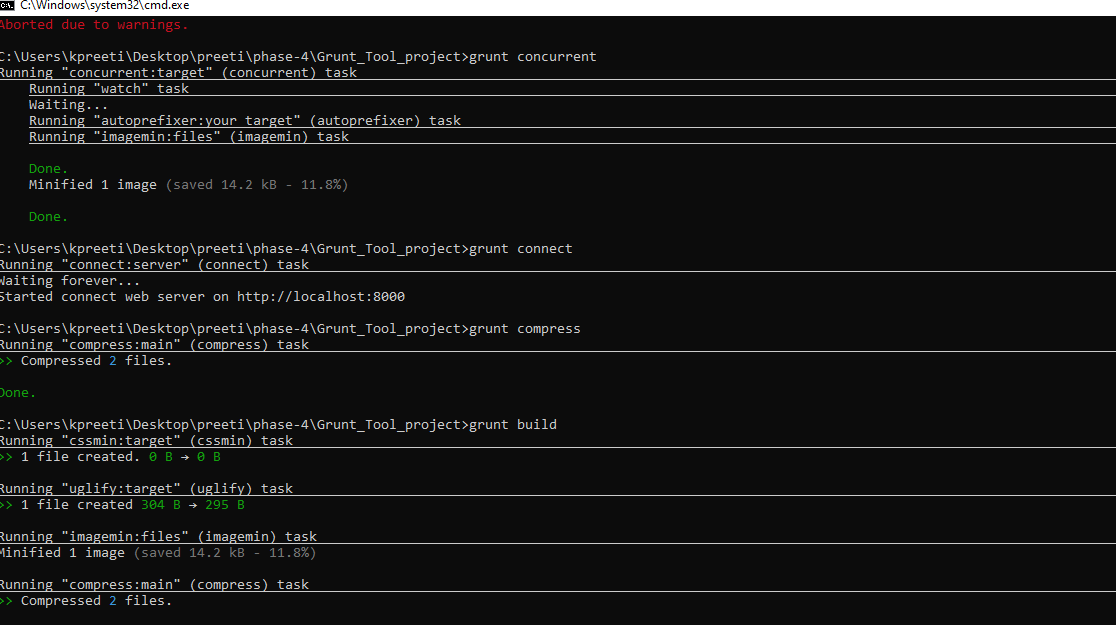 C:\Windows\system32\cmd.exe
Aborted due to warnings.
C:\Users\kpreeti\Desktop\preeti\phase-4\Grunt_Tool_project>grunt concurrent
Running "concurrent:target" (concurrent) task
Running "watch" task
Waiting...
Running "autoprefixer:your_target" (autoprefixer) task
Running "imagemin:files" (imagemin) task
Done.
Minified 1 image (saved 14.2 kB - 11.8%)
Done.
C:\Users\kpreeti\Desktop\preeti\phase-4\Grunt_Tool_project>grunt connect
Running "connect:server" (connect) task
Waiting forever...
Started connect web server on http://localhost:8000
C:\Users\kpreeti\Desktop\preeti\phase-4\Grunt_Tool_project>grunt compress
Running "compress:main" (compress) task
>> Compressed 2 files.
Done.
C:\Users\kpreeti\Desktop\preeti\phase-4\Grunt_Tool_project>grunt build
Running "cssmin:target" (cssmin) task
>> 1 file created. 0 B → 0 B
Running "uglify:target" (uglify) task
>> 1 file created 304 B → 295 B
Running "imagemin:files" (imagemin) task
Minified 1 image (saved 14.2 kB - 11.8%)
Running "compress:main" (compress) task
>> Compressed 2 files.